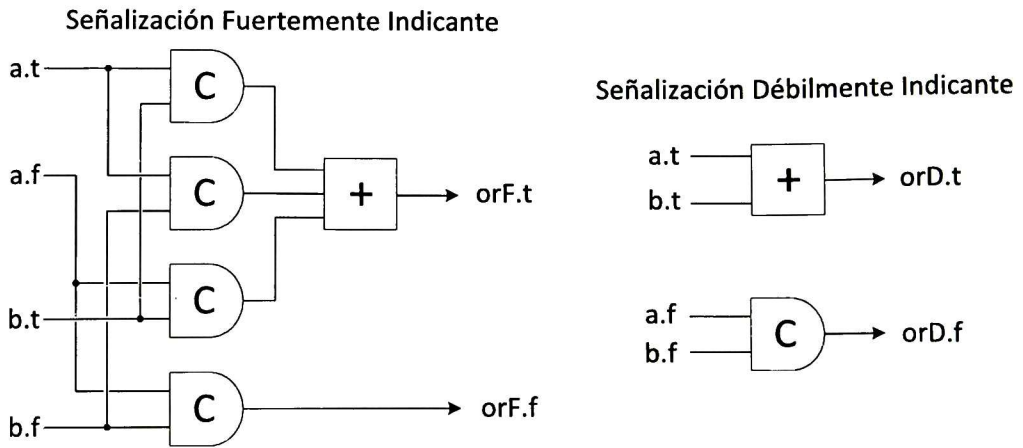 Señalización Fuertemente Indicante
a.t
C
a.f
C
+
orF.t
C
b.t
C
orF.f
b.f
Señalización Débilmente Indicante
a.t
+
orD.t
b.t
a.f
C
orD.f
b.f